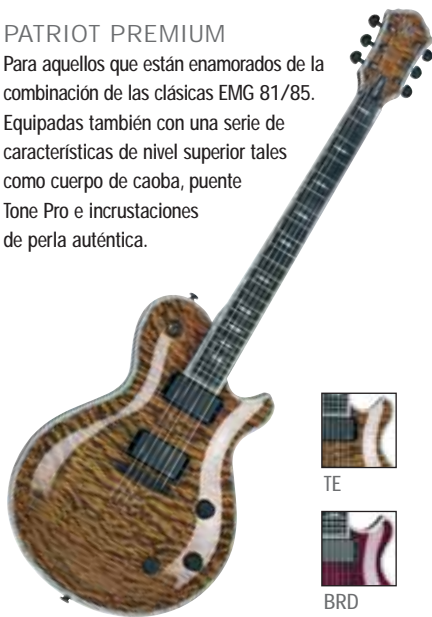 PATRIOT PREMIUM
Para aquellos que están enamorados de la
combinación de las clásicas EMG 81/85.
Equipadas también con una serie de
características de nivel superior tales
como cuerpo de caoba, puente
Tone Pro e incrustaciones
de perla auténtica.
TE
BRD